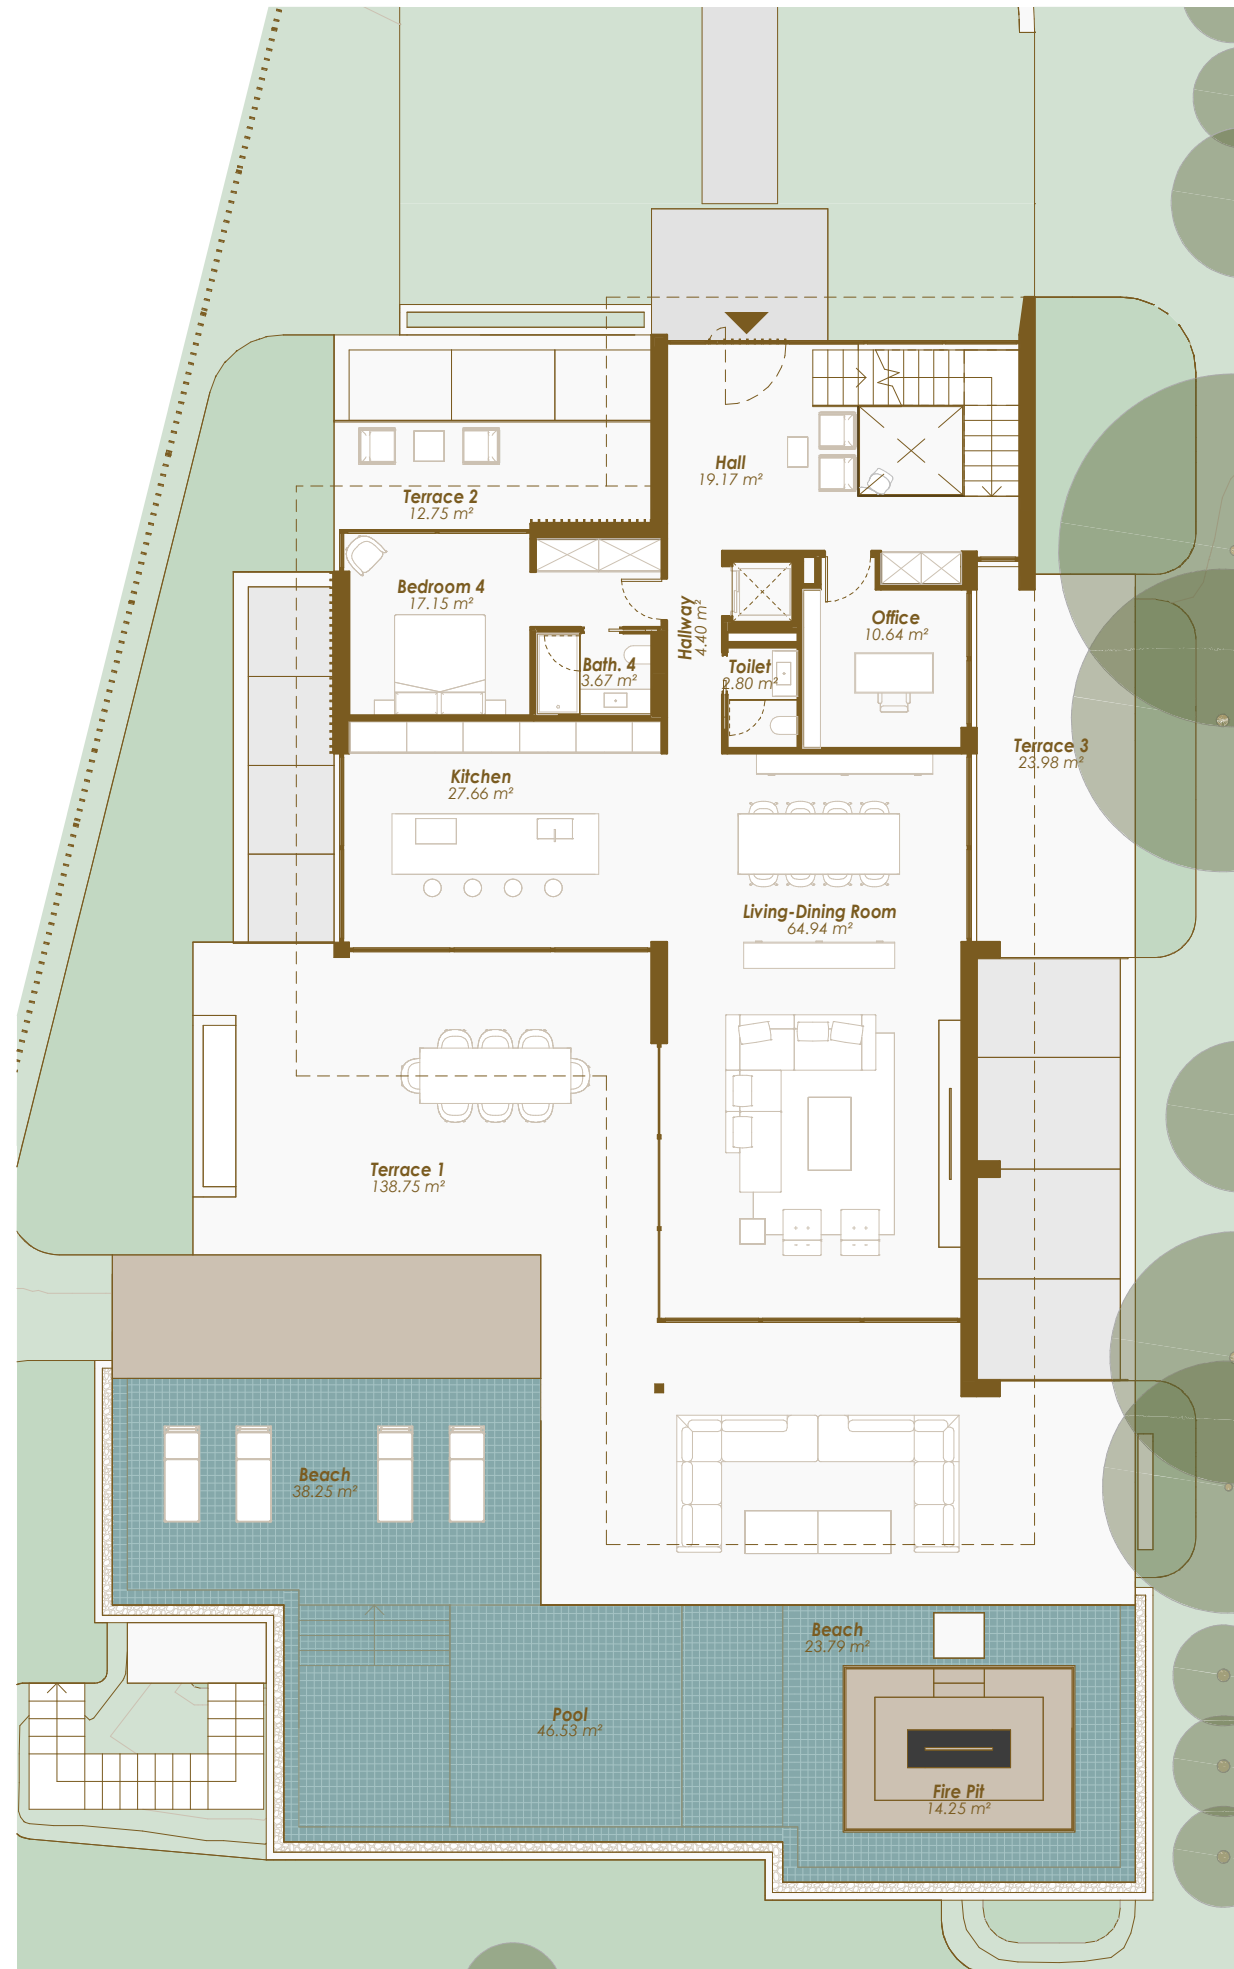 Hall
19.17 m²
Terrace 2
12.75 m²
Bedroom 4
17.15 m²
Hallway
4.40 m²
Office
10.64 m²
Bath. 4
3.67 m²
Toilet
2.80 m²
Terrace 3
23.98 m²
Kitchen
27.66 m²
Living-Dining Room
64.94 m²
Terrace 1
138.75 m²
Beach
38.25 m²
Beach
23.79 m²
Pool
46.53 m²
Fire Pit
14.25 m²